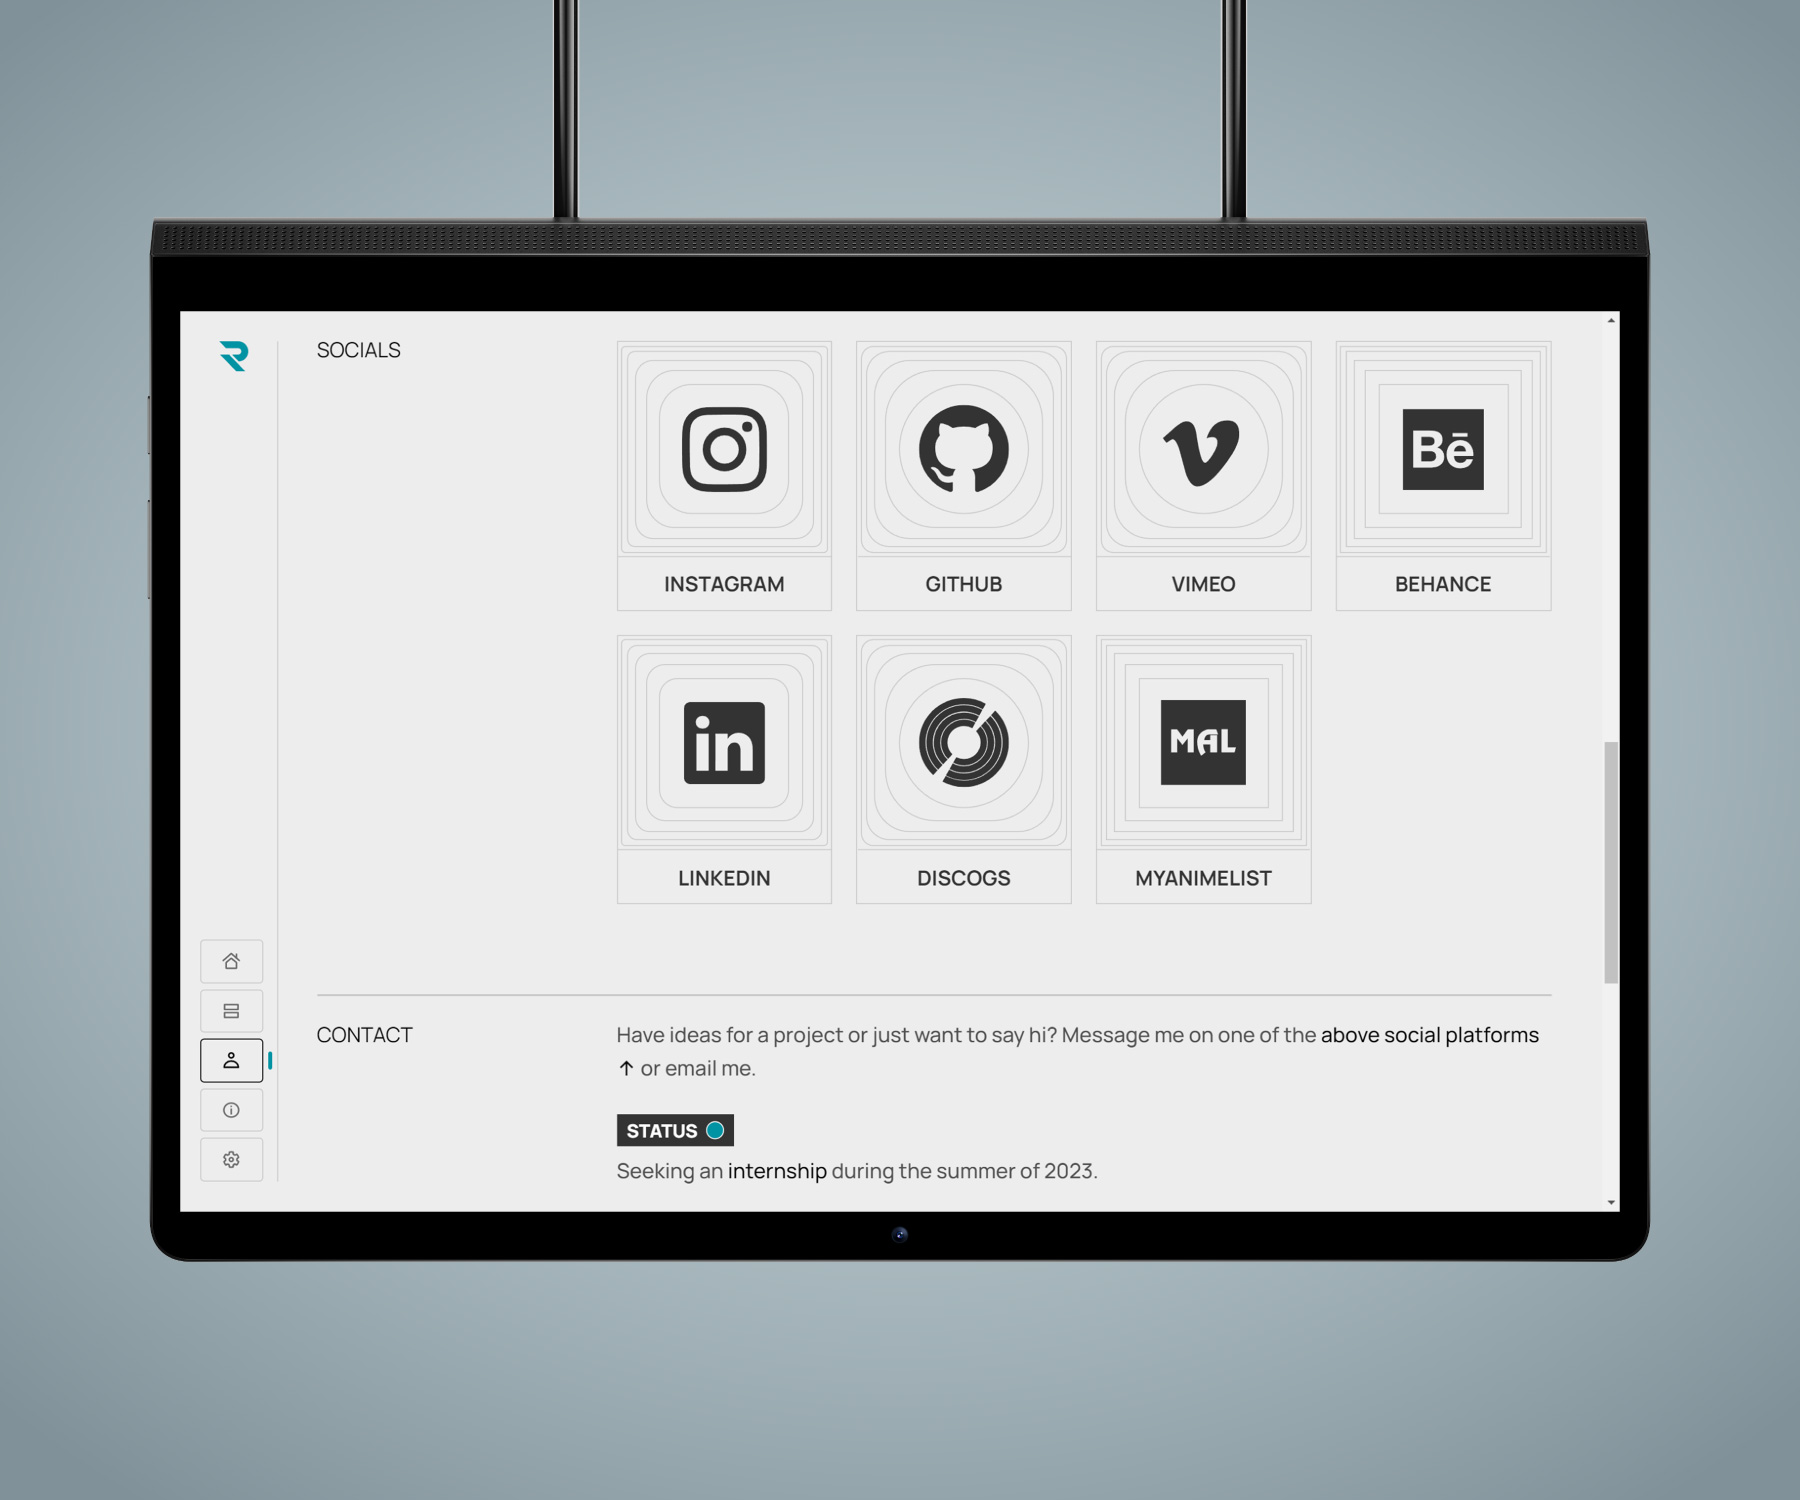 SOCIALS
INSTAGRAM
GITHUB
VIMEO
Bē
BEHANCE
in
LINKEDIN
DISCOGS
MAL
MYANIMELIST
CONTACT
Have ideas for a project or just want to say hi? Message me on one of the above social platforms
↑ or email me.
STATUS
Seeking an internship during the summer of 2023.